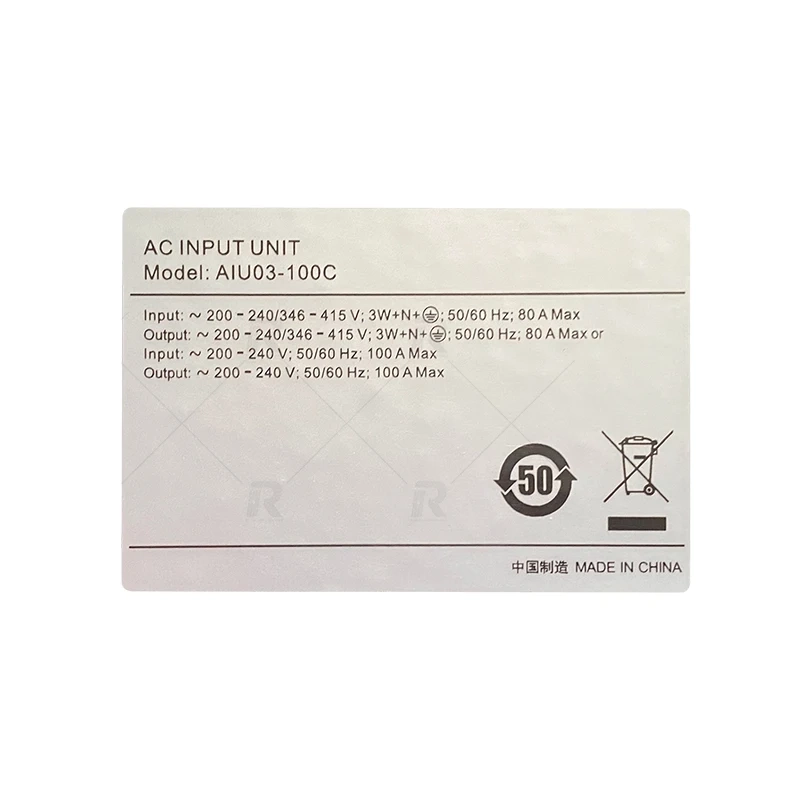 AC INPUT UNIT
Model: AIU03-100C
Input: ~ 200-240/346-415 V; 3W+N+⏚; 50/60 Hz; 80 A Max
Output: ~ 200-240/346-415 V; 3W+N+⏚; 50/60 Hz; 80 A Max or
Input: ~ 200-240 V; 50/60 Hz; 100 A Max
Output: ~ 200-240 V; 50/60 Hz; 100 A Max
50
R R
中国制造 MADE IN CHINA